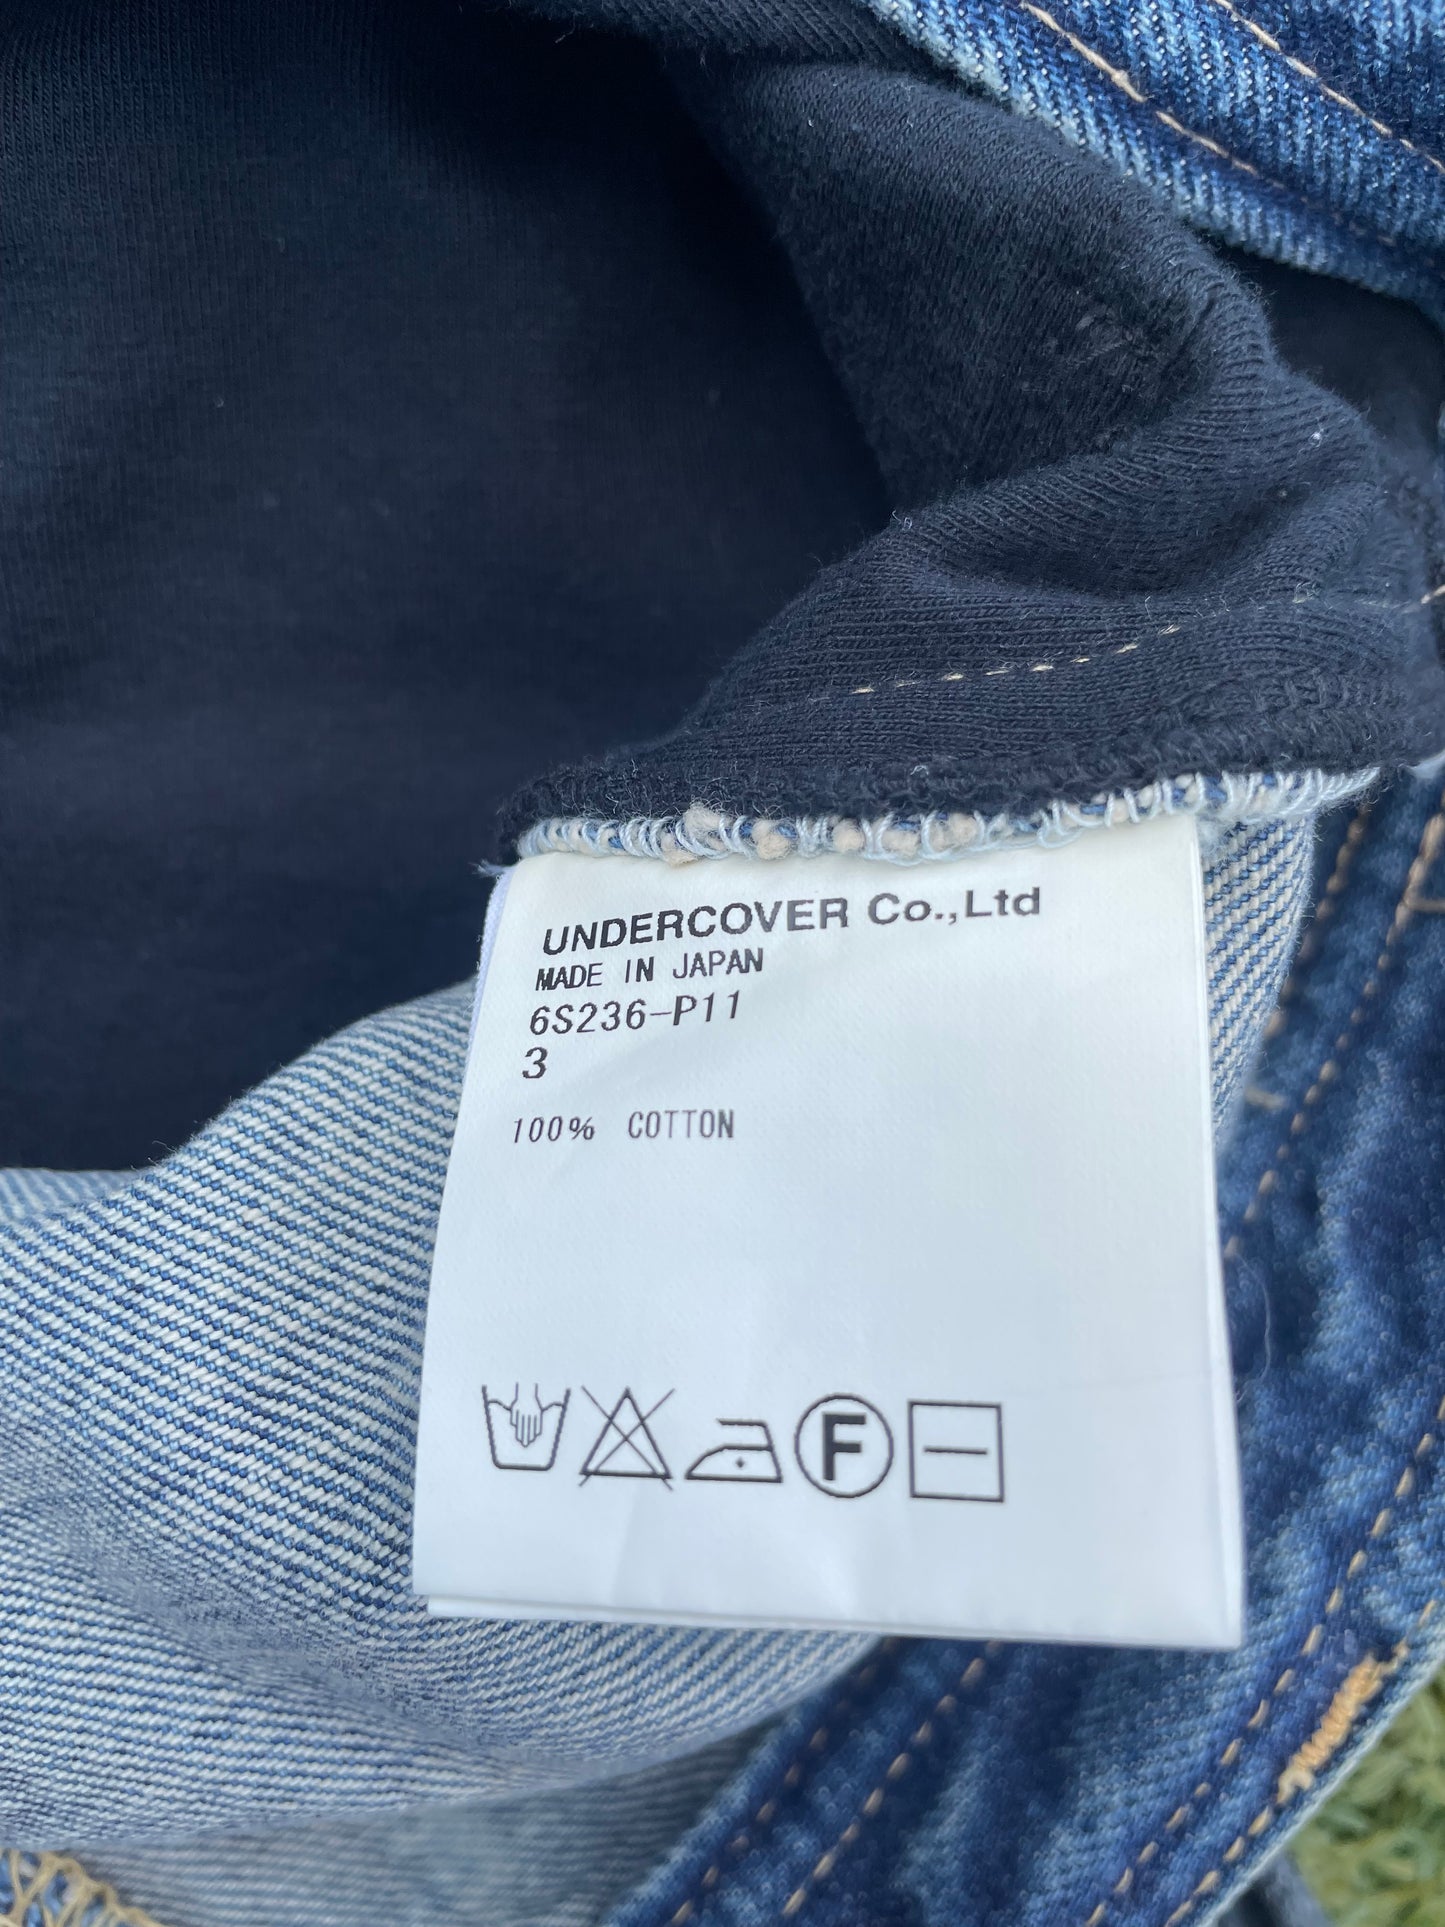 UNDERCOVER Co.,Ltd
MADE IN JAPAN
6S236-P11
3
100% COTTON
F